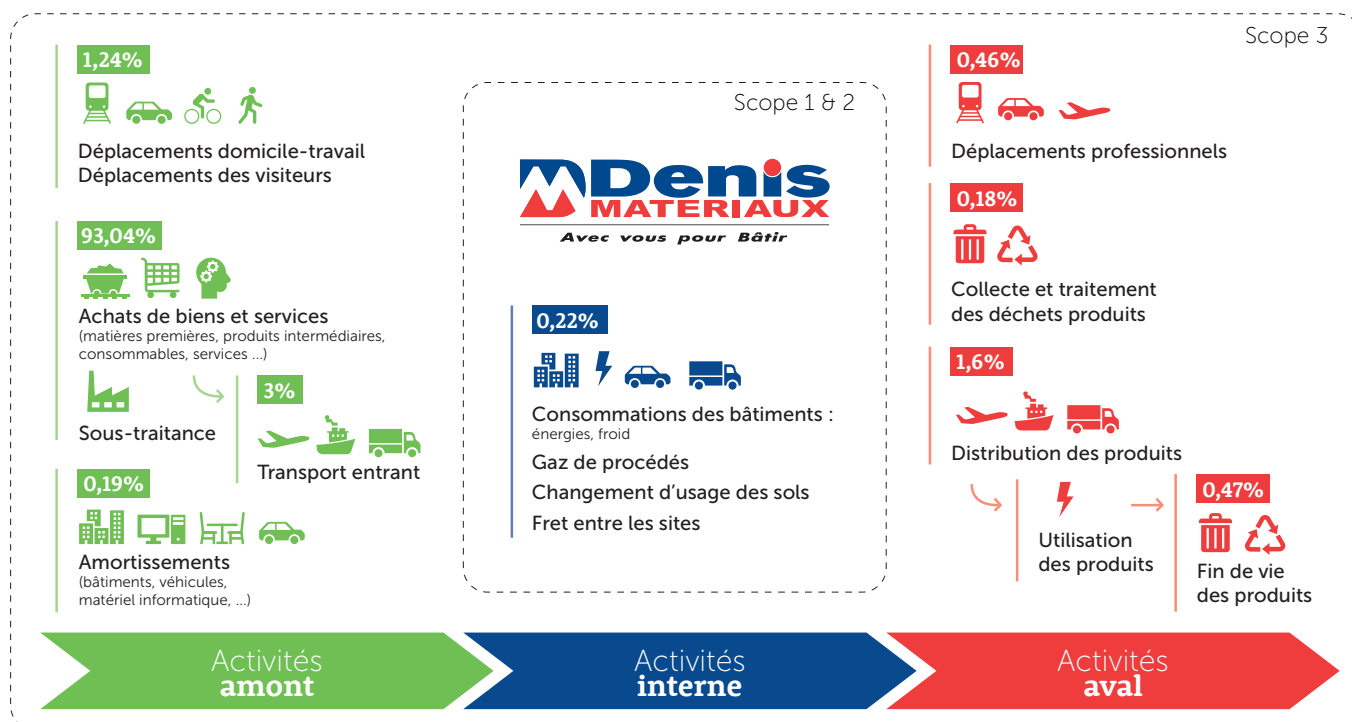 Scope 3
1,24%
Déplacements domicile-travail
Déplacements des visiteurs
93,04%
Achats de biens et services
(matières premières, produits intermédiaires,
consommables, services ...)
Sous-traitance
3%
Transport entrant
0,19%
Amortissements
(bâtiments, véhicules,
matériel informatique, ...)
Scope 1 & 2
Denis
MATERIAUX
Avec vous pour Bâtir
0,22%
Consommations des bâtiments :
énergies, froid
Gaz de procédés
Changement d'usage des sols
Fret entre les sites
0,46%
Déplacements professionnels
0,18%
Collecte et traitement
des déchets produits
1,6%
Distribution des produits
Utilisation
des produits
0,47%
Fin de vie
des produits
Activités
amont
Activités
interne
Activités
aval